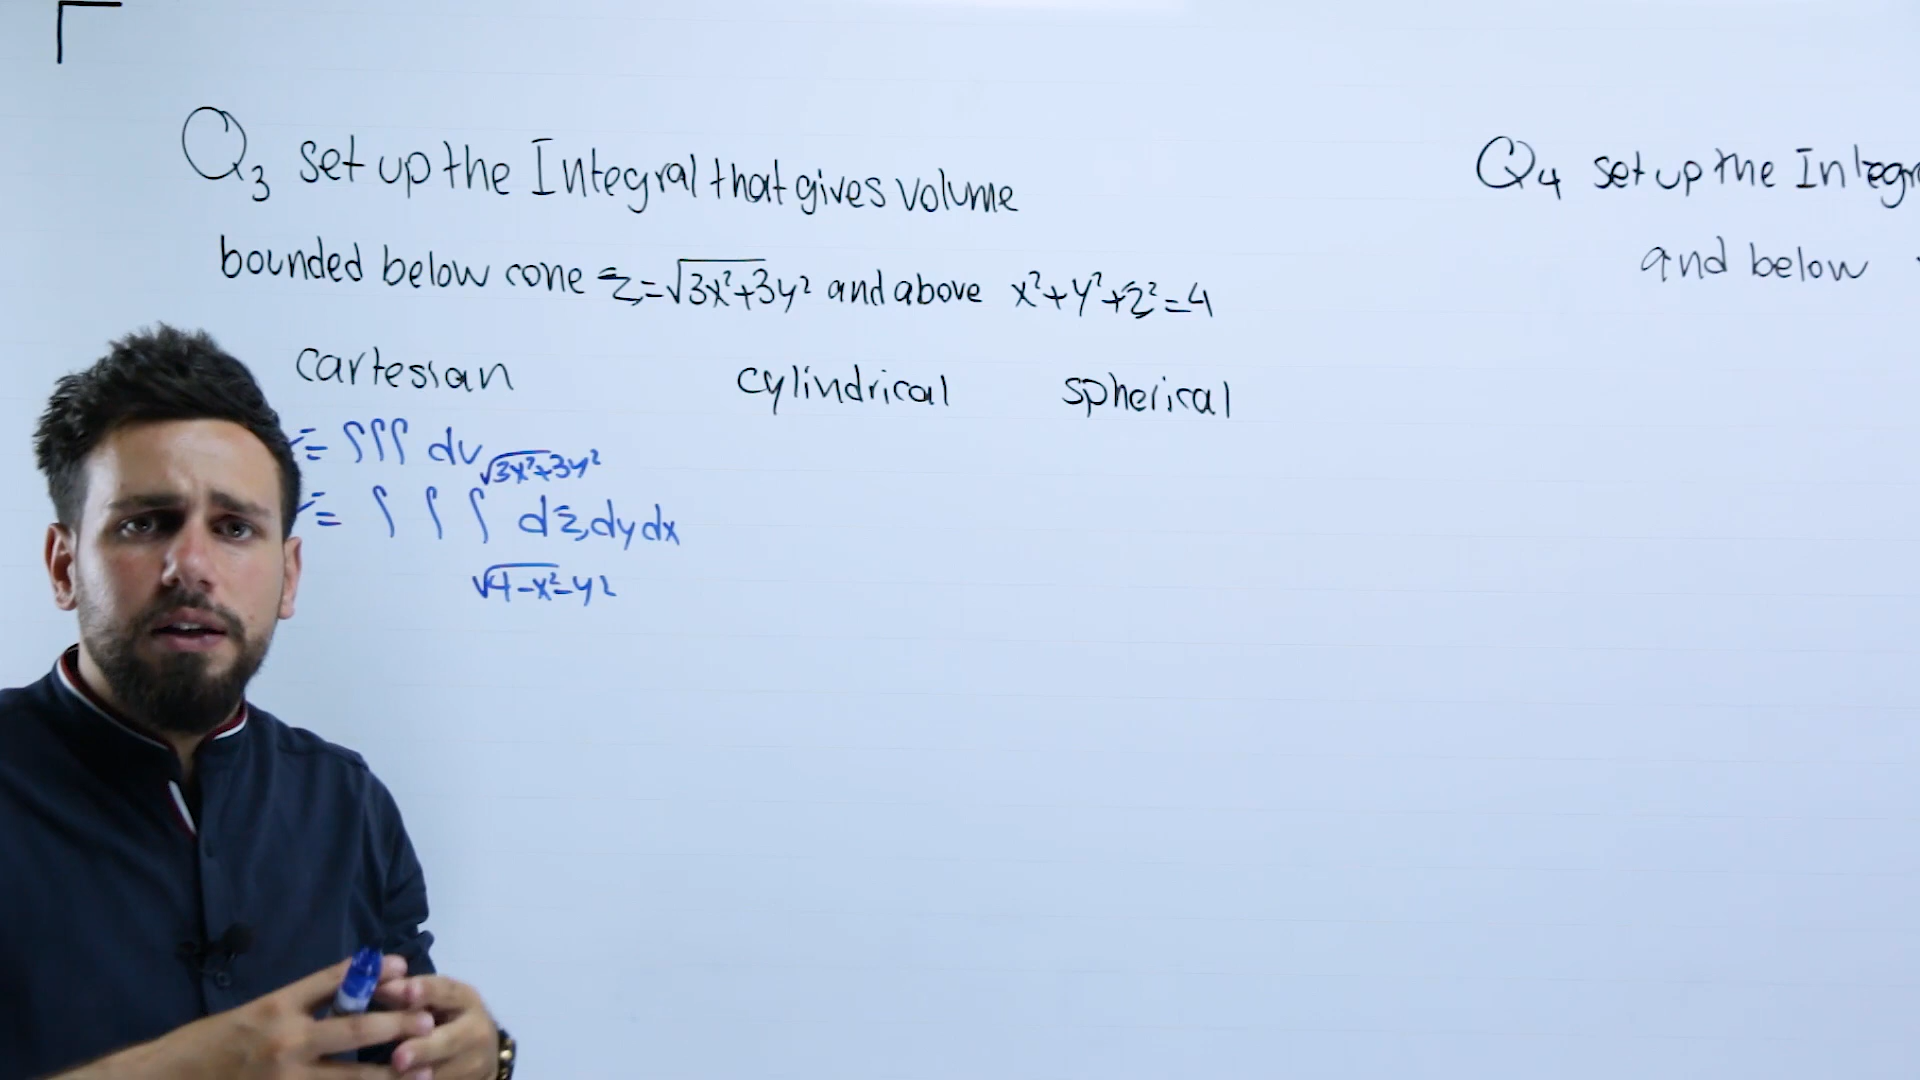 Q3 set up the Integral that gives volume
bounded below cone z=√3x²+3y² and above x²+y²+z²=4
cartesian cylindrical spherical
= ∫∫∫ dv
√3x²+3y²
= ∫ ∫ ∫ dz dy dx
√4-x²-y²
Q4 set up the
and below